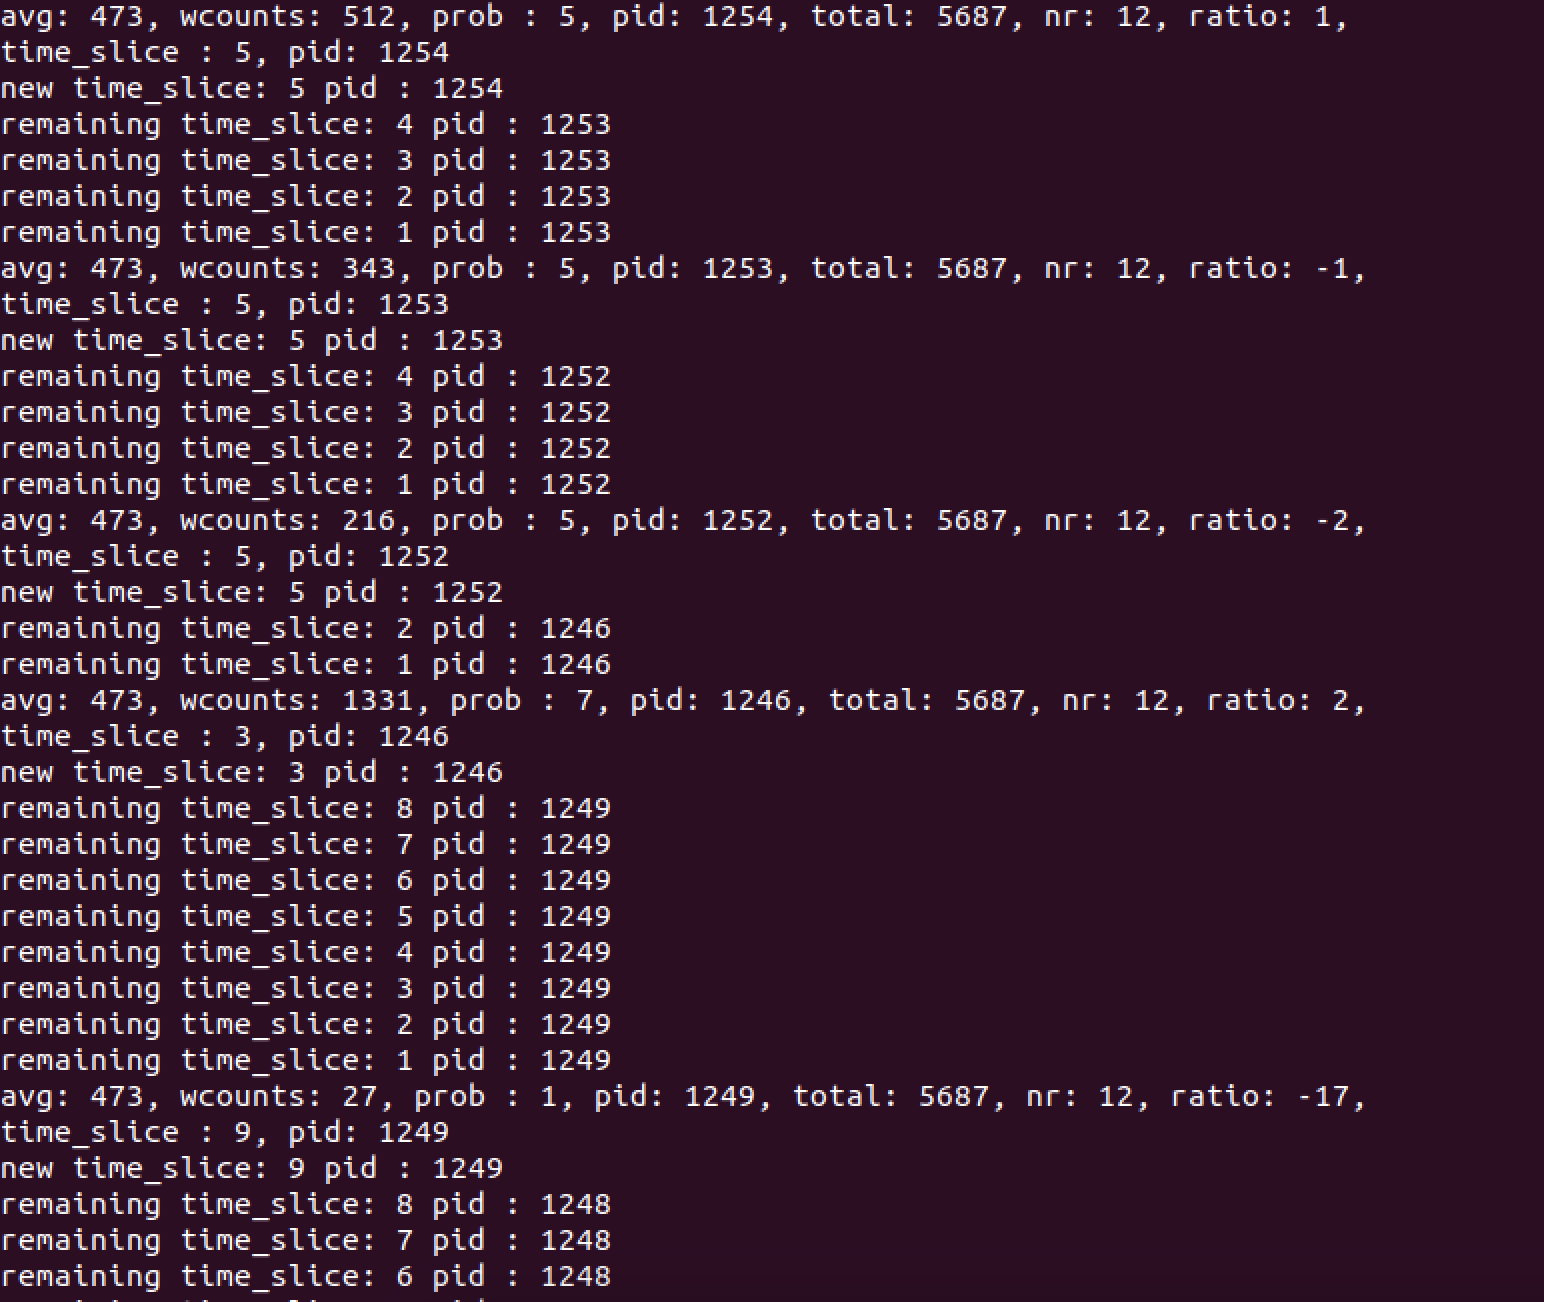 avg: 473, wcounts: 512, prob : 5, pid: 1254, total: 5687, nr: 12, ratio: 1,
time_slice : 5, pid: 1254
new time_slice: 5 pid : 1254
remaining time_slice: 4 pid : 1253
remaining time_slice: 3 pid : 1253
remaining time_slice: 2 pid : 1253
remaining time_slice: 1 pid : 1253
avg: 473, wcounts: 343, prob : 5, pid: 1253, total: 5687, nr: 12, ratio: -1,
time_slice : 5, pid: 1253
new time_slice: 5 pid : 1253
remaining time_slice: 4 pid : 1252
remaining time_slice: 3 pid : 1252
remaining time_slice: 2 pid : 1252
remaining time_slice: 1 pid : 1252
avg: 473, wcounts: 216, prob : 5, pid: 1252, total: 5687, nr: 12, ratio: -2,
time_slice : 5, pid: 1252
new time_slice: 5 pid : 1252
remaining time_slice: 2 pid : 1246
remaining time_slice: 1 pid : 1246
avg: 473, wcounts: 1331, prob : 7, pid: 1246, total: 5687, nr: 12, ratio: 2,
time_slice : 3, pid: 1246
new time_slice: 3 pid : 1246
remaining time_slice: 8 pid : 1249
remaining time_slice: 7 pid : 1249
remaining time_slice: 6 pid : 1249
remaining time_slice: 5 pid : 1249
remaining time_slice: 4 pid : 1249
remaining time_slice: 3 pid : 1249
remaining time_slice: 2 pid : 1249
remaining time_slice: 1 pid : 1249
avg: 473, wcounts: 27, prob : 1, pid: 1249, total: 5687, nr: 12, ratio: -17,
time_slice : 9, pid: 1249
new time_slice: 9 pid : 1249
remaining time_slice: 8 pid : 1248
remaining time_slice: 7 pid : 1248
remaining time_slice: 6 pid : 1248